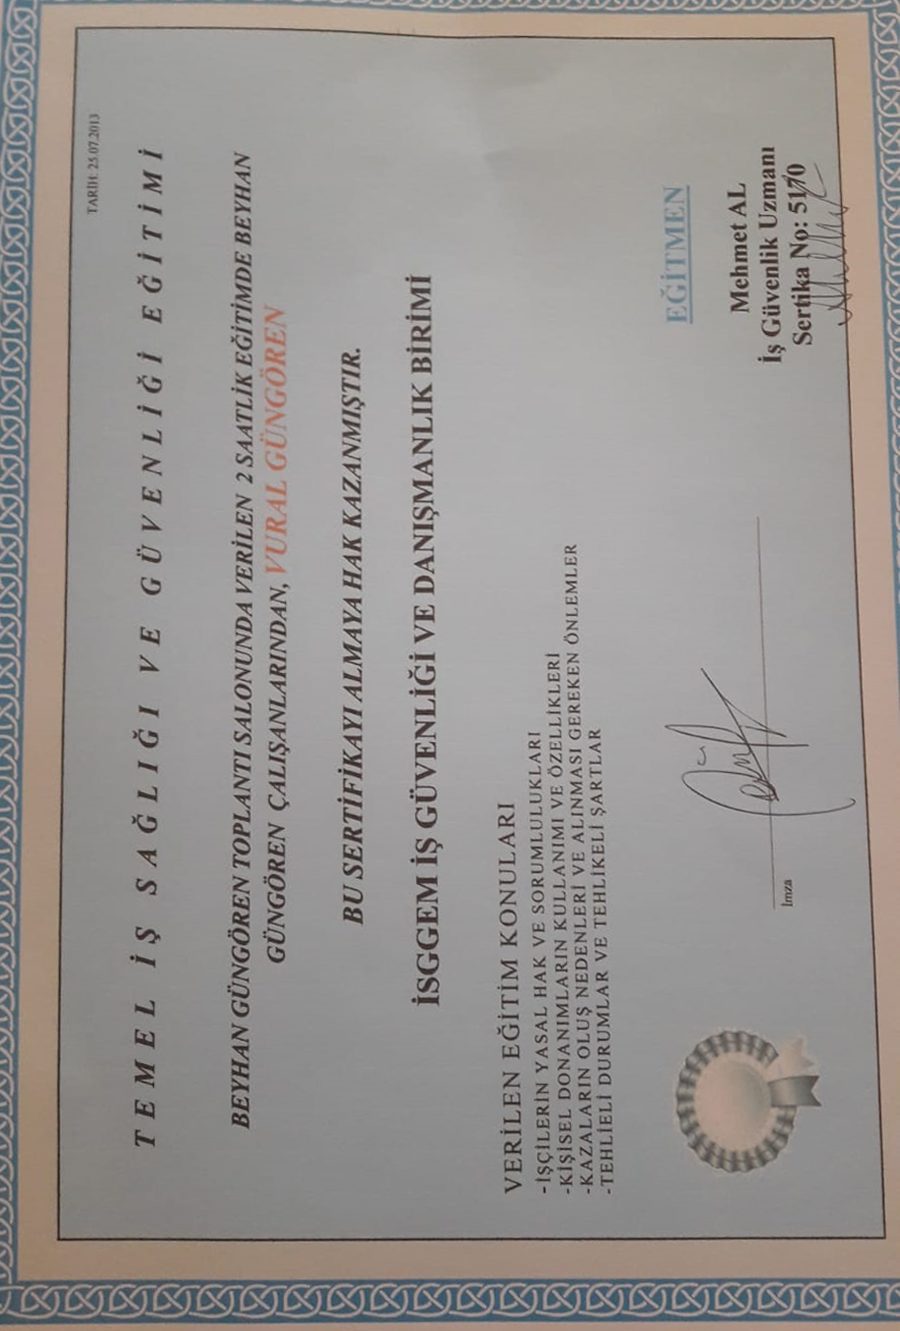 TARİH: 25.07.2013
TEMEL İŞ SAĞLIĞI VE GÜVENLİĞİ EĞİTİMİ
BEYHAN GÜNGÖREN TOPLANTI SALONUNDA VERİLEN 2 SAATLİK EĞİTİMDE BEYHAN
GÜNGÖREN ÇALIŞANLARINDAN, VURAL GÜNGÖREN
BU SERTİFİKAYI ALMAYA HAK KAZANMIŞTIR.
İSGGEM İŞ GÜVENLİĞİ VE DANIŞMANLIK BİRİMİ
VERİLEN EĞİTİM KONULARI
-İŞÇİLERİN YASAL HAK VE SORUMLULUKLARI
-KİŞİSEL DONANIMLARIN KULLANIMI VE ÖZELLİKLERİ
-KAZALARIN OLUŞ NEDENLERİ VE ALINMASI GEREKEN ÖNLEMLER
-TEHLİELİ DURUMLAR VE TEHLİKELİ ŞARTLAR
EĞİTMEN
Mehmet AL
İş Güvenlik Uzmanı
Sertika No: 5170
İmza